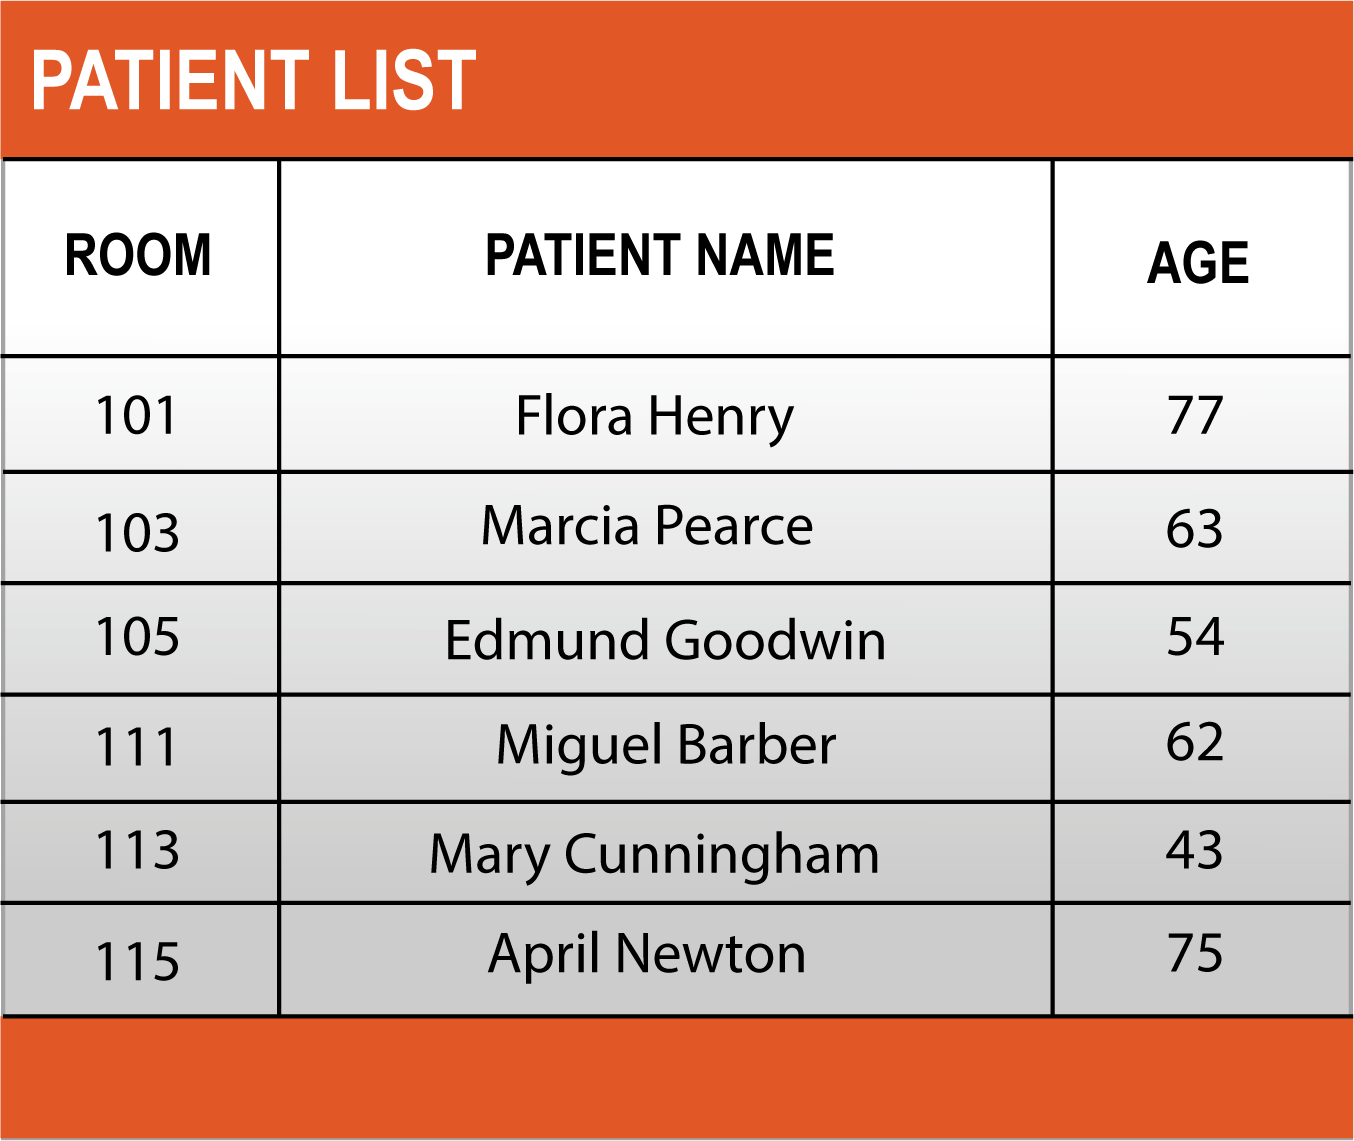 PATIENT LIST
ROOM PATIENT NAME AGE
101 Flora Henry 77
103 Marcia Pearce 63
105 Edmund Goodwin 54
111 Miguel Barber 62
113 Mary Cunningham 43
115 April Newton 75